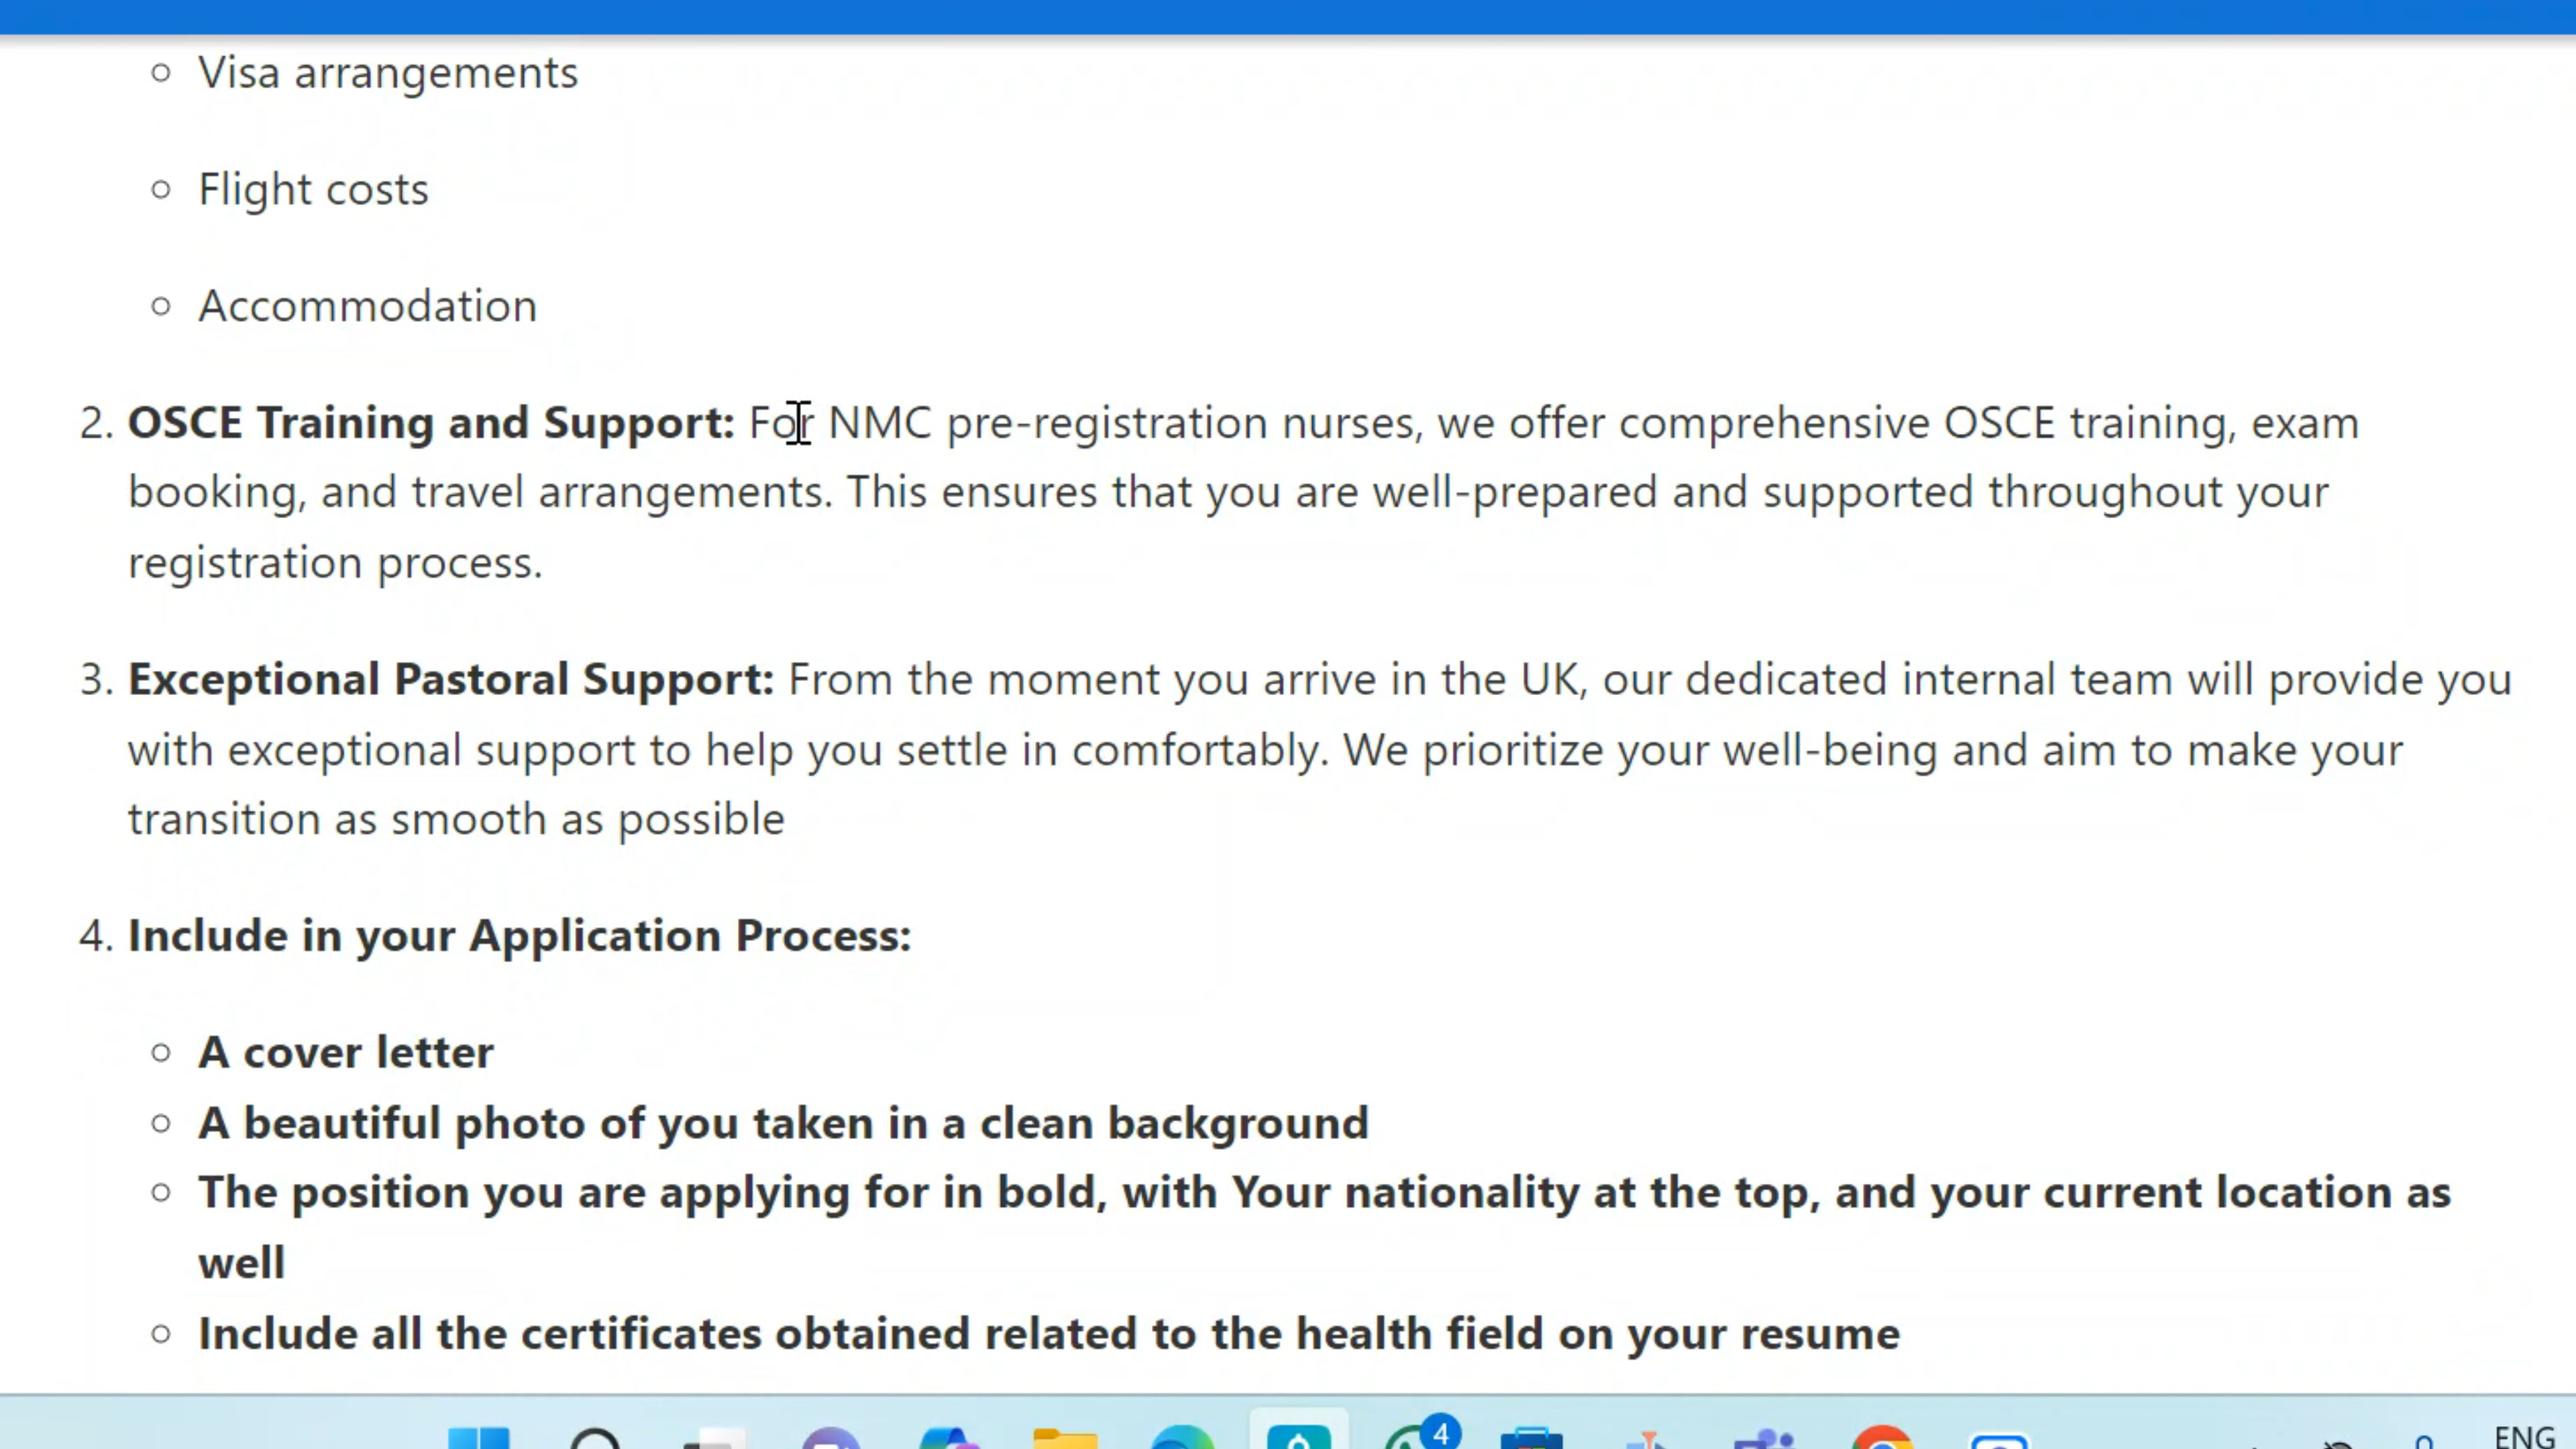 Visa arrangements
Flight costs
Accommodation
2. OSCE Training and Support: For NMC pre-registration nurses, we offer comprehensive OSCE training, exam
booking, and travel arrangements. This ensures that you are well-prepared and supported throughout your
registration process.
3. Exceptional Pastoral Support: From the moment you arrive in the UK, our dedicated internal team will provide you
with exceptional support to help you settle in comfortably. We prioritize your well-being and aim to make your
transition as smooth as possible
4. Include in your Application Process:
A cover letter
A beautiful photo of you taken in a clean background
The position you are applying for in bold, with Your nationality at the top, and your current location as
well
Include all the certificates obtained related to the health field on your resume
4
ENG